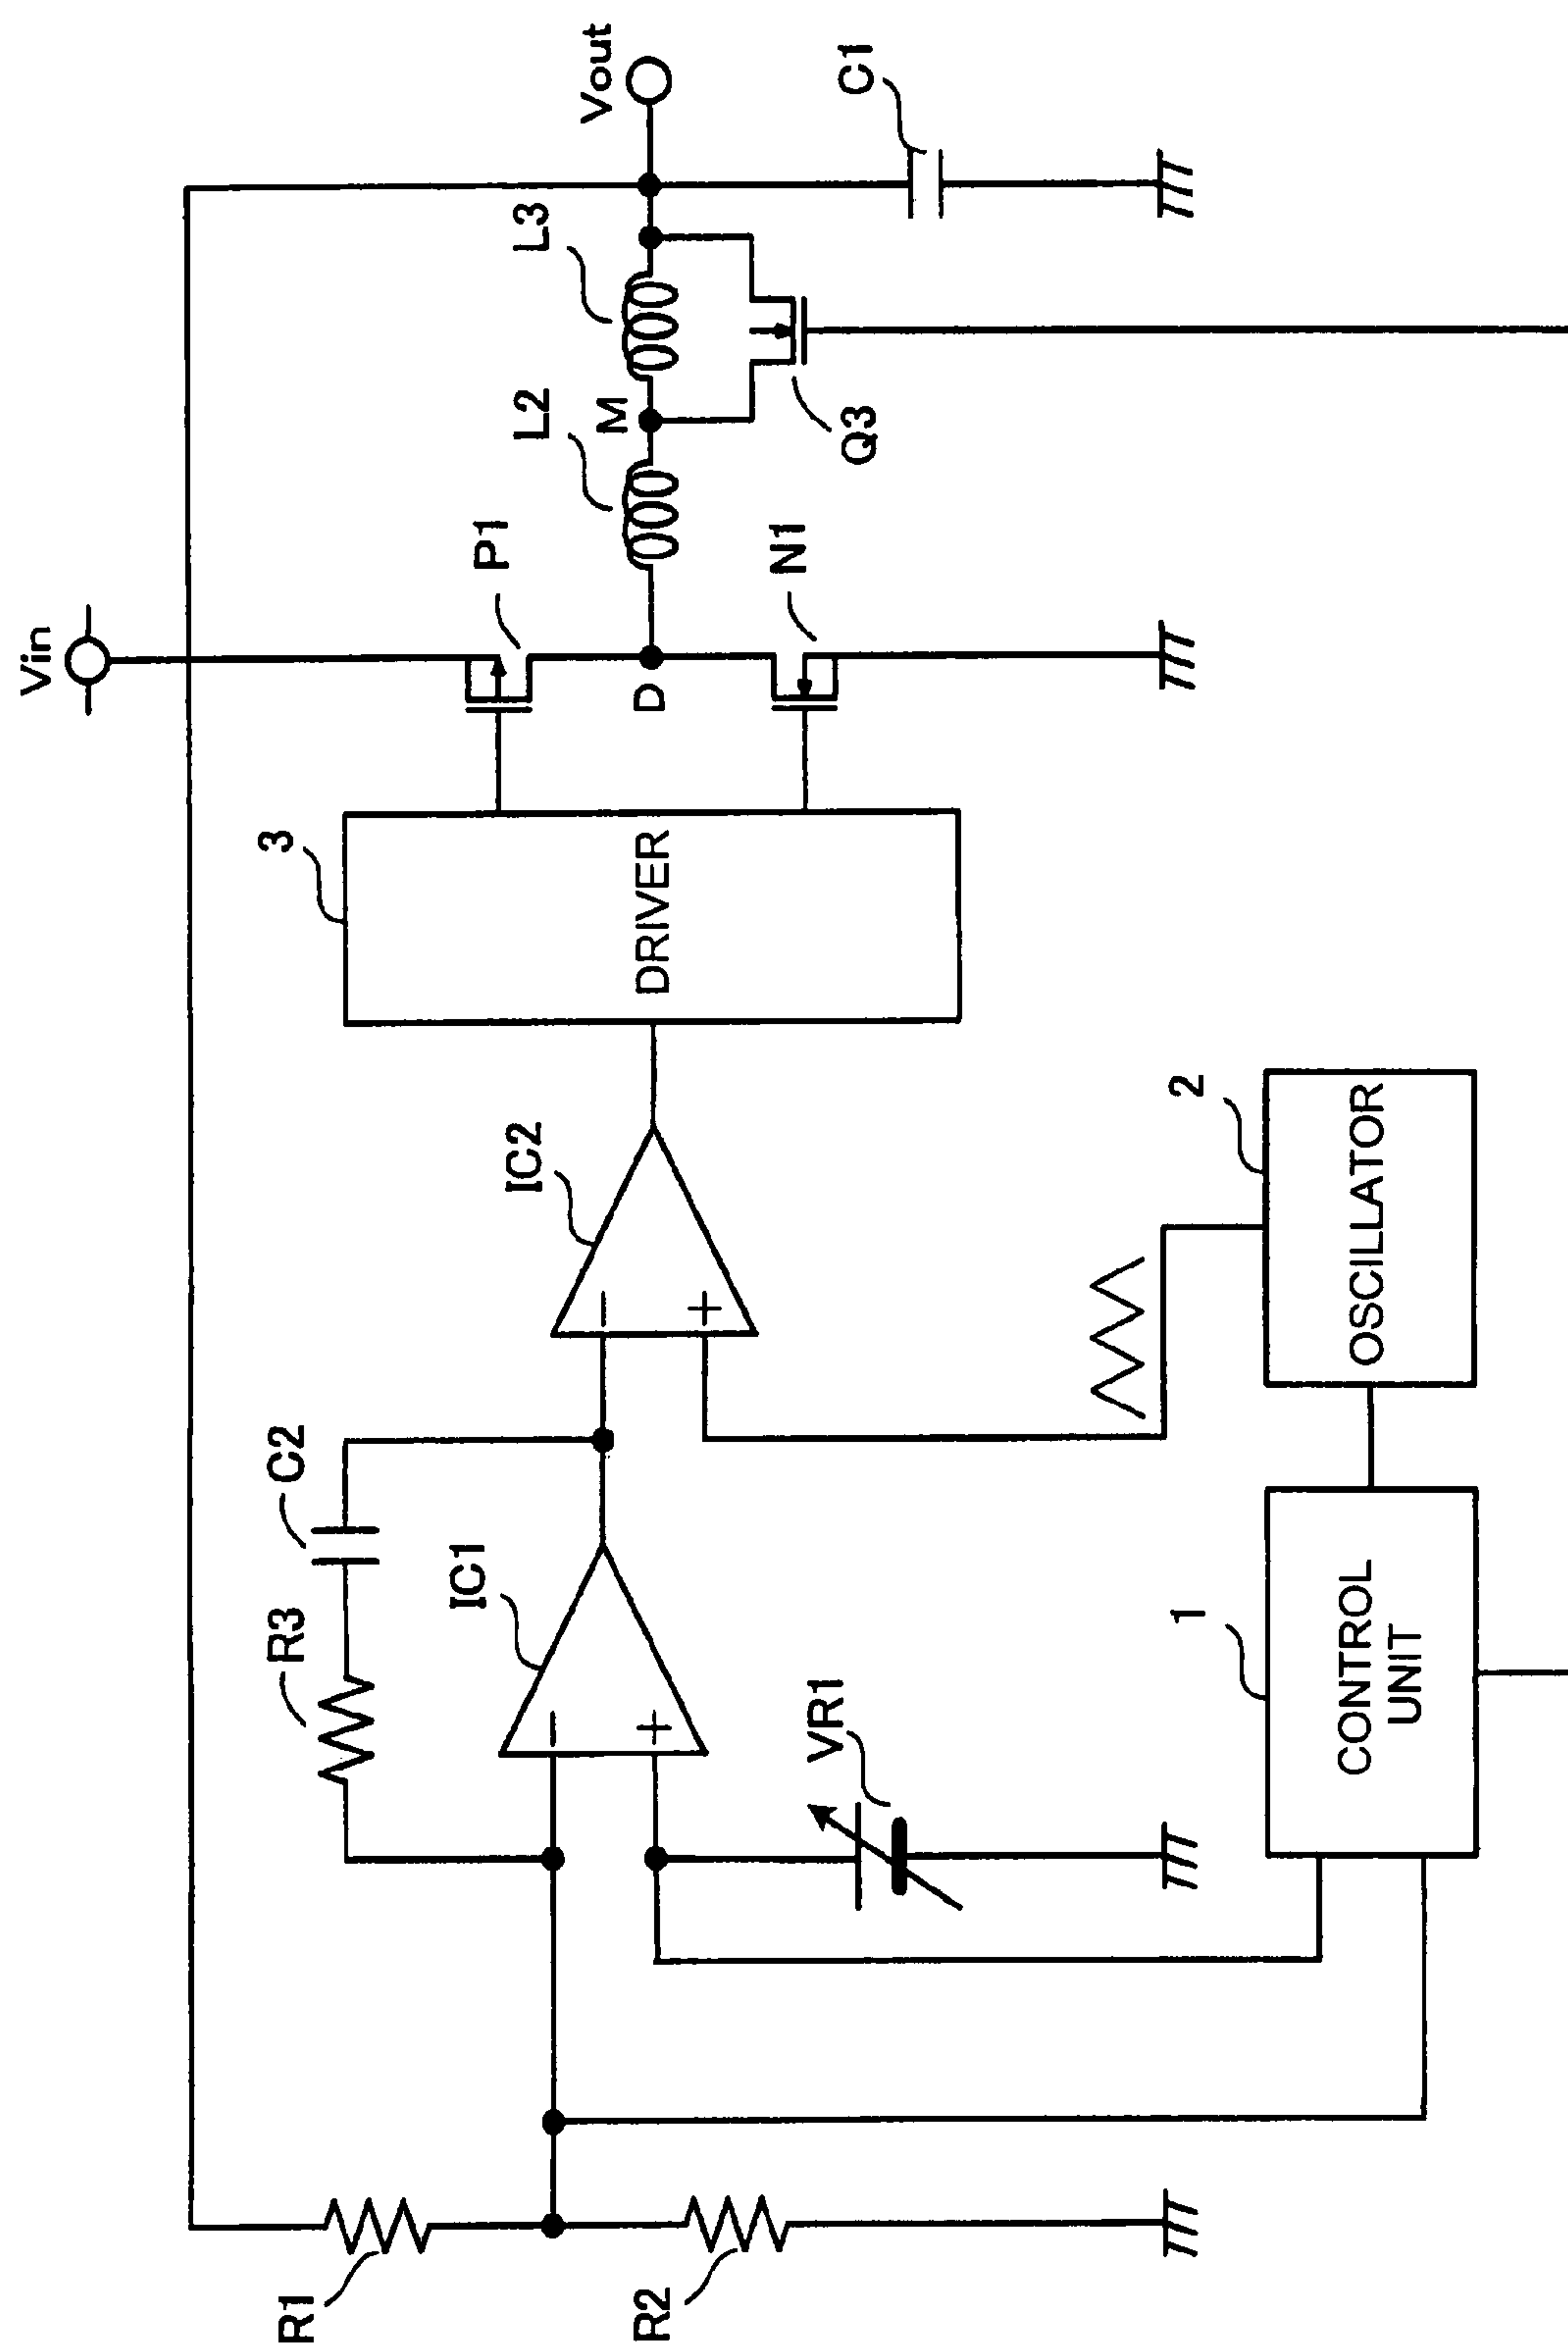 Vin
Vout
L3
L2
M
P1
D
N1
Q3
C1
3
DRIVER
IC2
C2
R3
IC1
VR1
2
OSCILLATOR
1
CONTROL
UNIT
R1
R2